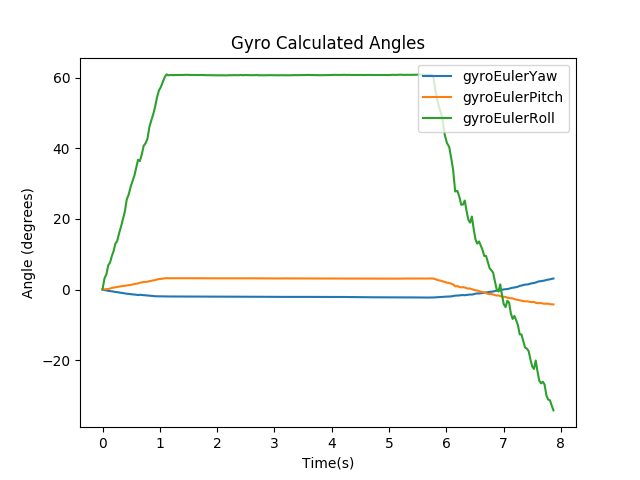 Gyro Calculated Angles
gyroEulerYaw
gyroEulerPitch
gyroEulerRoll
Angle (degrees)
60
40
20
0
−20
0 1 2 3 4 5 6 7 8
Time(s)